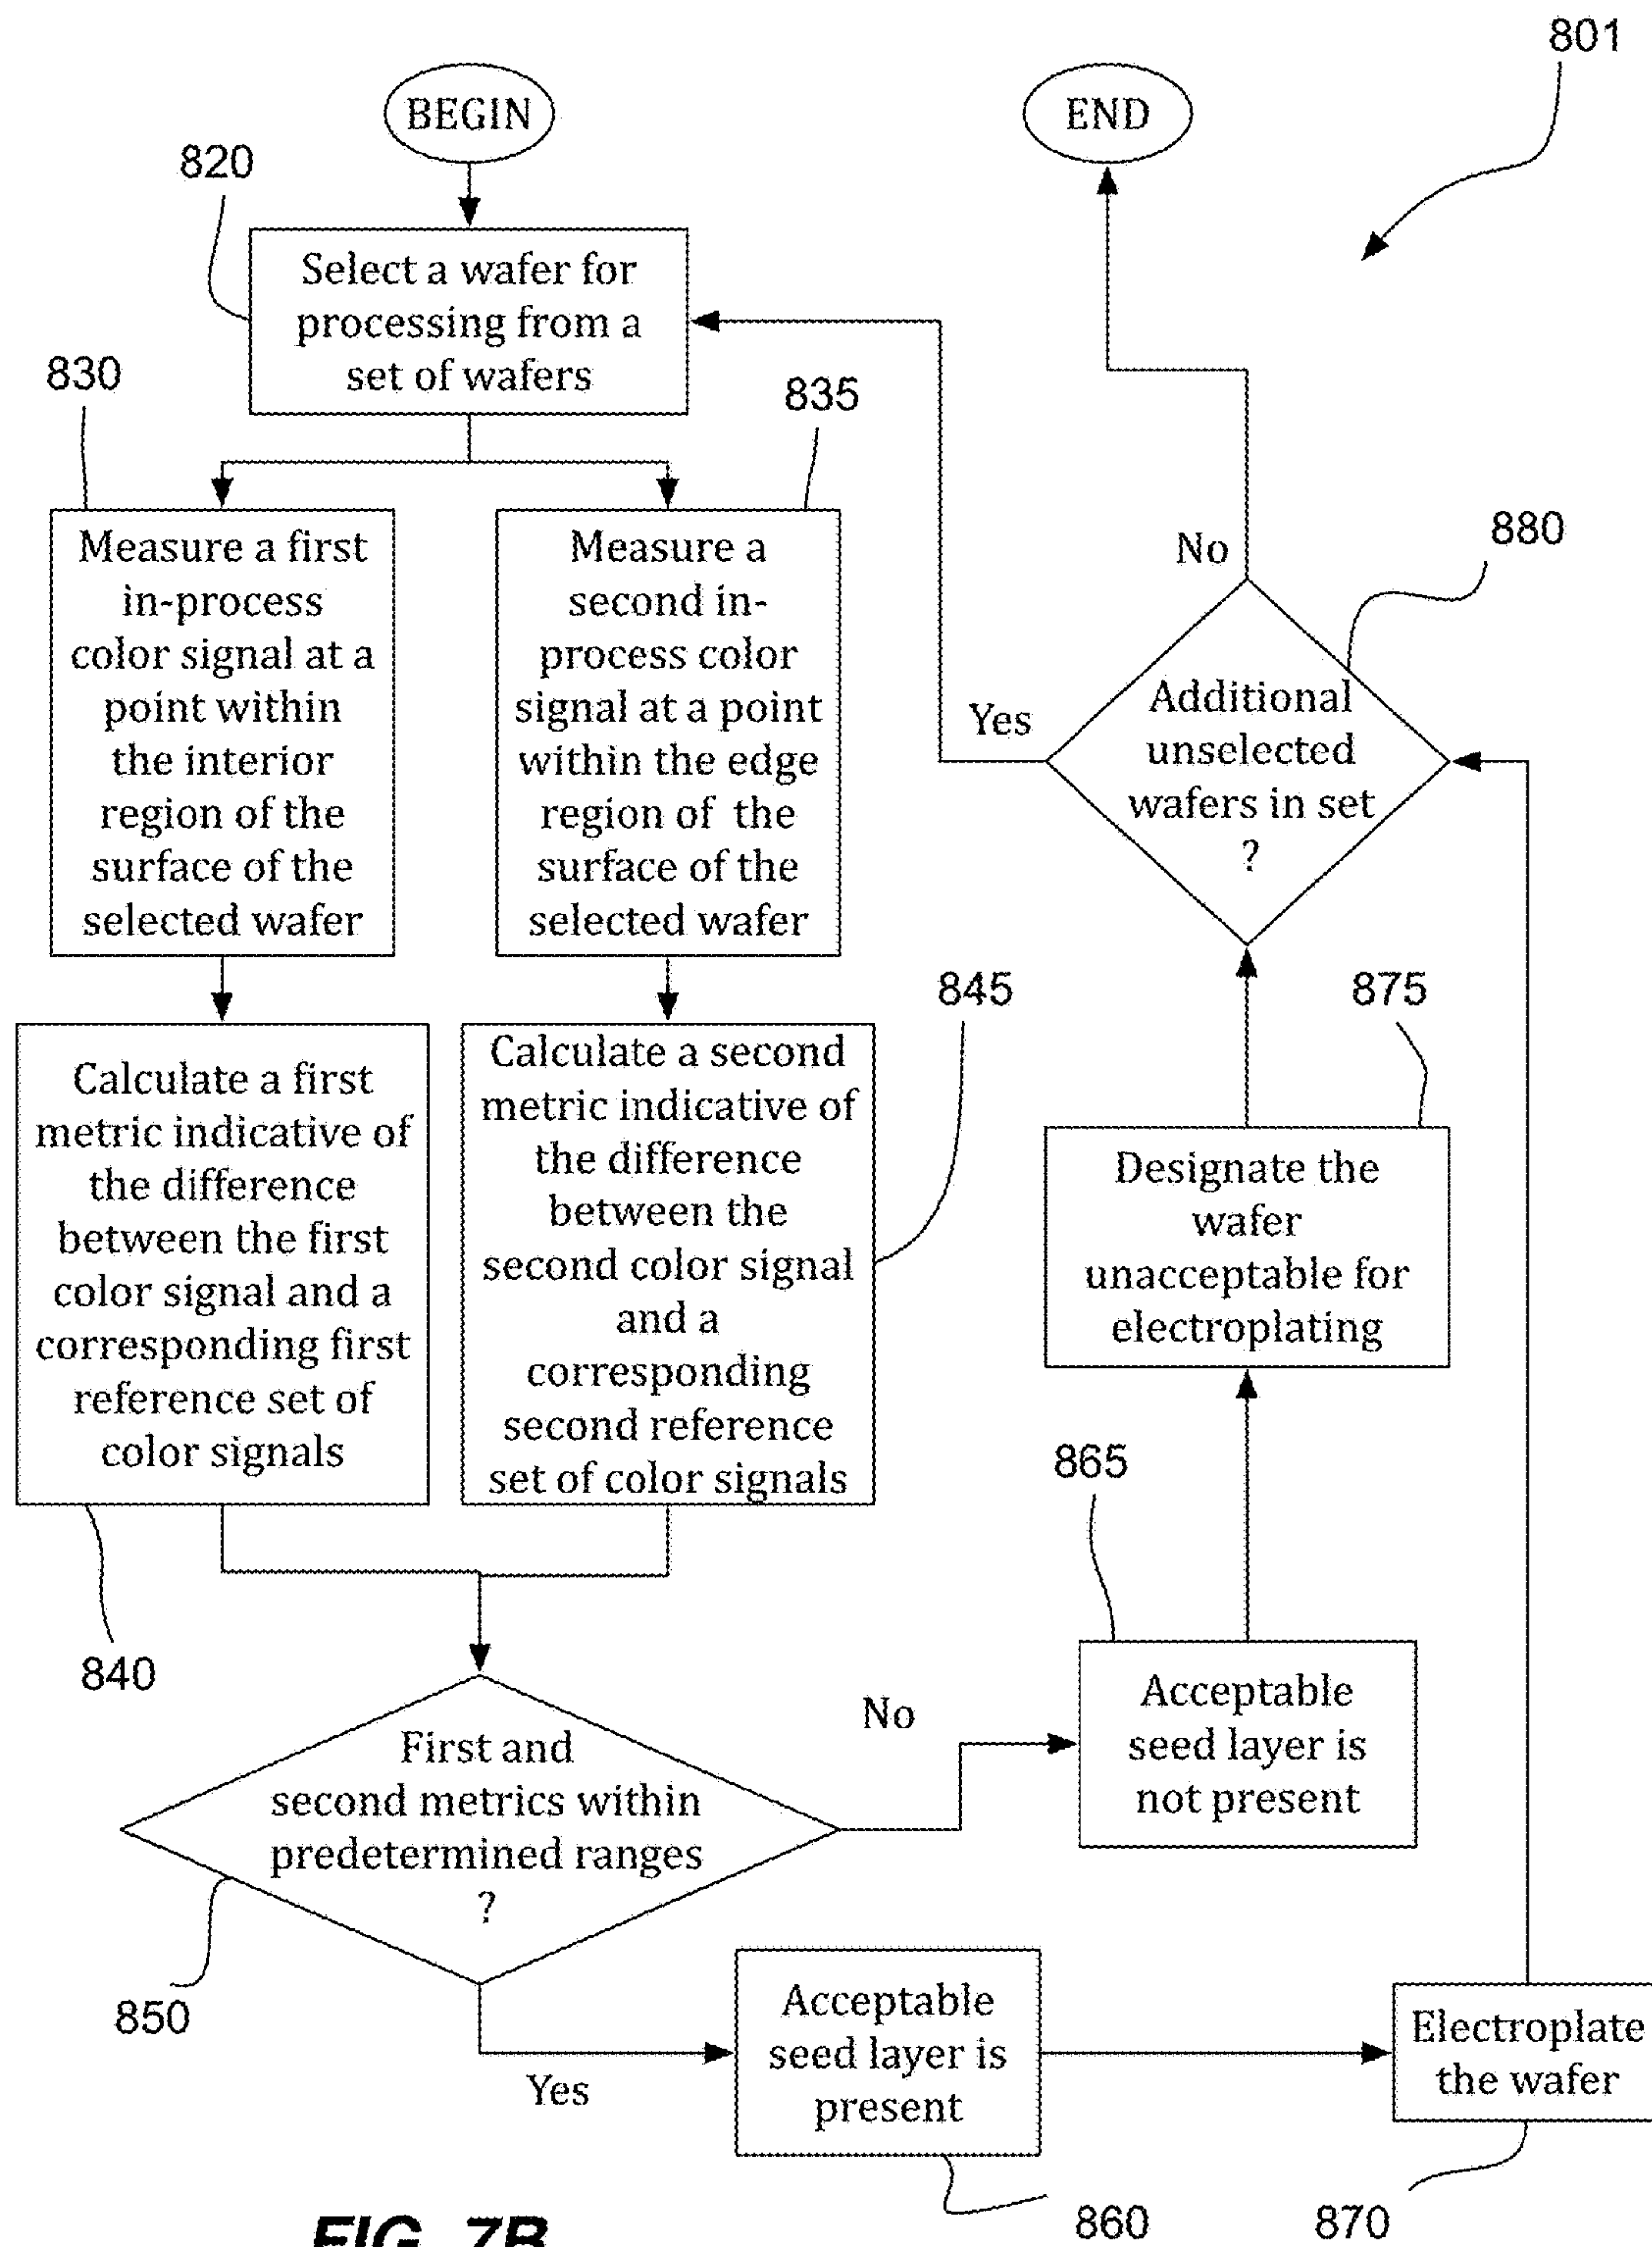 801
BEGIN
END
820
Select a wafer for
processing from a
set of wafers
830
835
Measure a first
in-process
color signal at a
point within
the interior
region of the
surface of the
selected wafer
Measure a
second in-
process color
signal at a point
within the edge
region of the
surface of the
selected wafer
No
880
Yes
Additional
unselected
wafers in set
?
845
875
Calculate a first
metric indicative of
the difference
between the first
color signal and a
corresponding first
reference set of
color signals
Calculate a second
metric indicative of
the difference
between the
second color signal
and a
corresponding
second reference
set of color signals
Designate the
wafer
unacceptable for
electroplating
865
840
First and
second metrics within
predetermined ranges
?
No
Acceptable
seed layer is
not present
850
Yes
Acceptable
seed layer is
present
Electroplate
the wafer
860
870
FIG. 7B